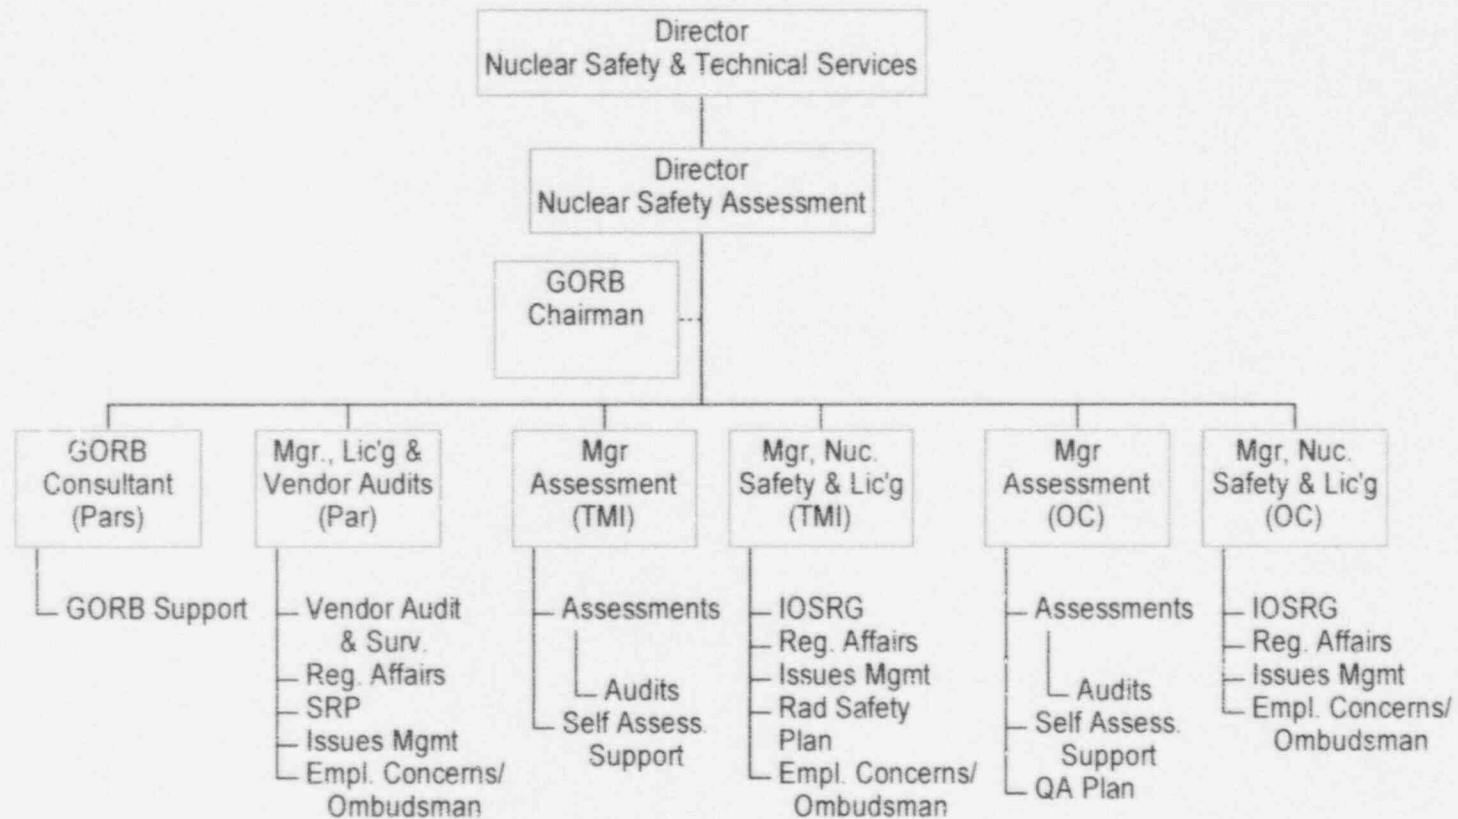 Director
Nuclear Safety & Technical Services
Director
Nuclear Safety Assessment
GORB
Chairman
GORB
Consultant
(Pars)
Mgr., Lic'g &
Vendor Audits
(Par)
Mgr
Assessment
(TMI)
Mgr, Nuc.
Safety & Lic'g
(TMI)
Mgr
Assessment
(OC)
Mgr, Nuc.
Safety & Lic'g
(OC)
GORB Support
Vendor Audit
& Surv.
Reg. Affairs
SRP
Issues Mgmt
Empl. Concerns/
Ombudsman
Assessments
Audits
Self Assess.
Support
IOSRG
Reg. Affairs
Issues Mgmt
Rad Safety
Plan
Empl. Concerns/
Ombudsman
Assessments
Audits
Self Assess.
Support
QA Plan
IOSRG
Reg. Affairs
Issues Mgmt
Empl. Concerns/
Ombudsman